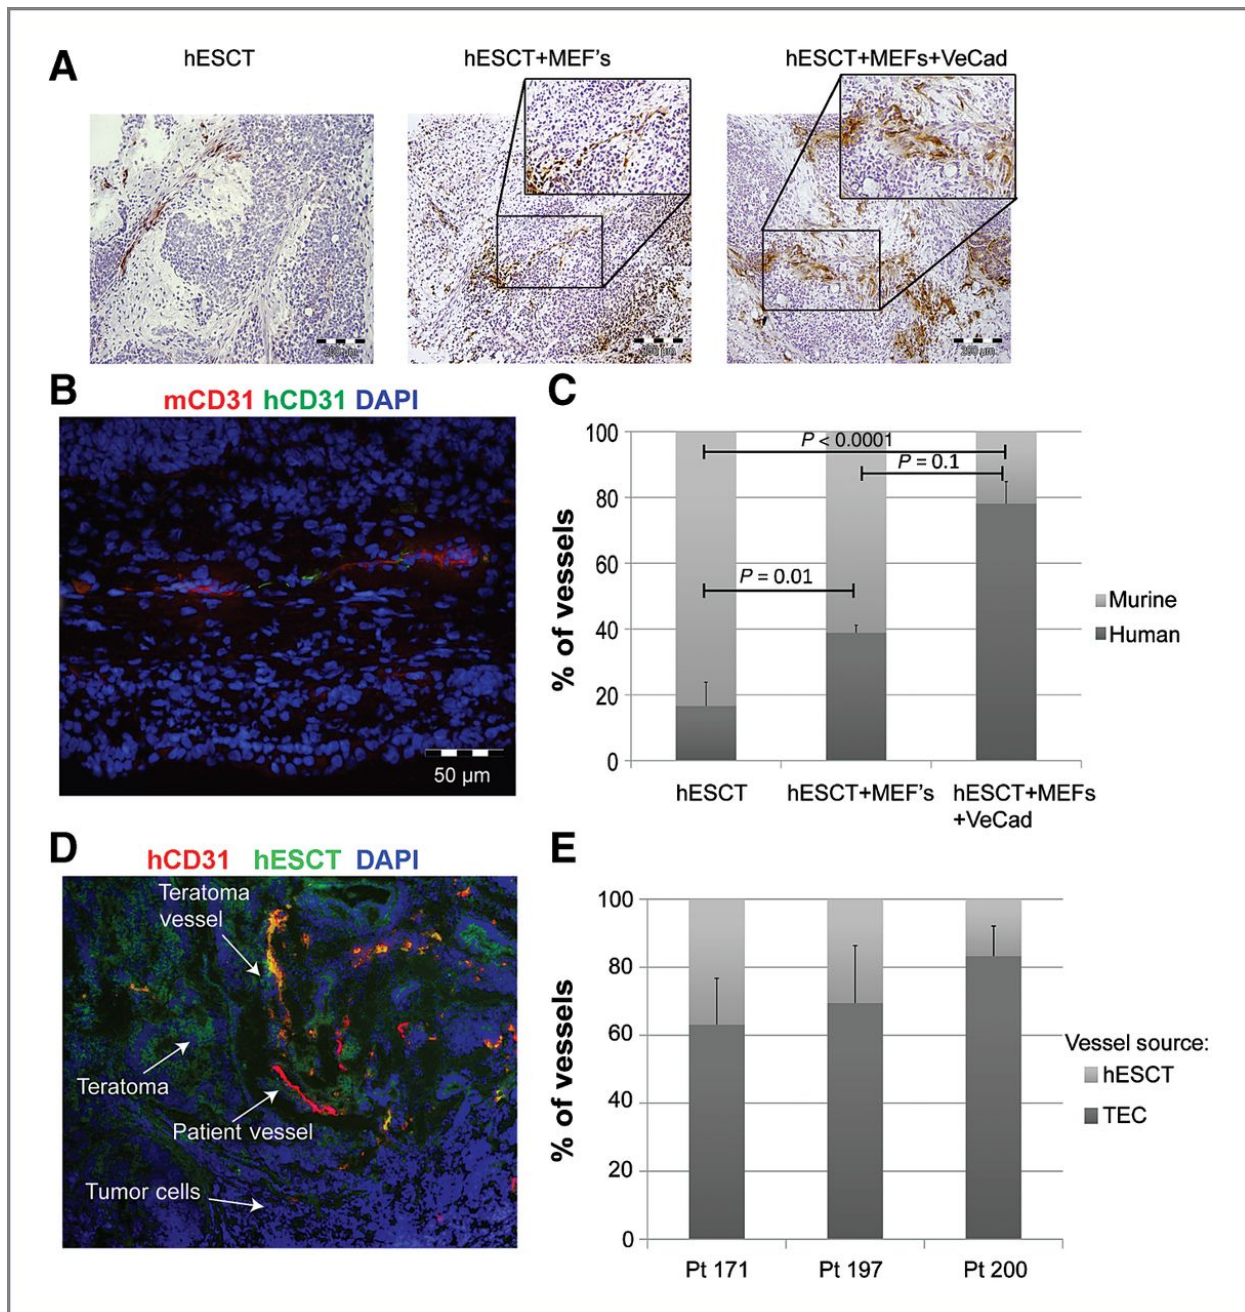 A
hESCT
hESCT+MEF's
hESCT+MEFs+VeCad
200 µm
B
mCD31 hCD31 DAPI
50 µm
C
% of vessels
100
80
60
40
20
0
P < 0.0001
P = 0.1
P = 0.01
Murine
Human
hESCT
hESCT+MEF's
hESCT+MEFs
+VeCad
D
hCD31 hESCT DAPI
Teratoma
vessel
Teratoma
Patient vessel
Tumor cells
E
% of vessels
100
80
60
40
20
0
Vessel source:
hESCT
TEC
Pt 171
Pt 197
Pt 200